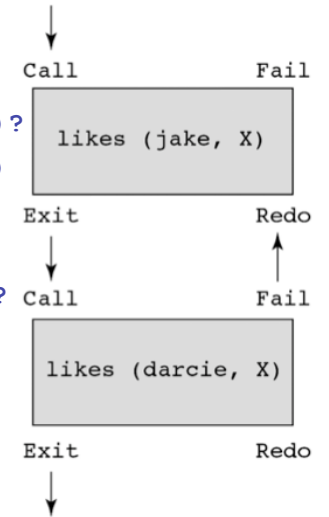 Call Fail
) ?
likes (jake, X)
)
Exit Redo
? Call Fail
likes (darcie, X)
Exit Redo